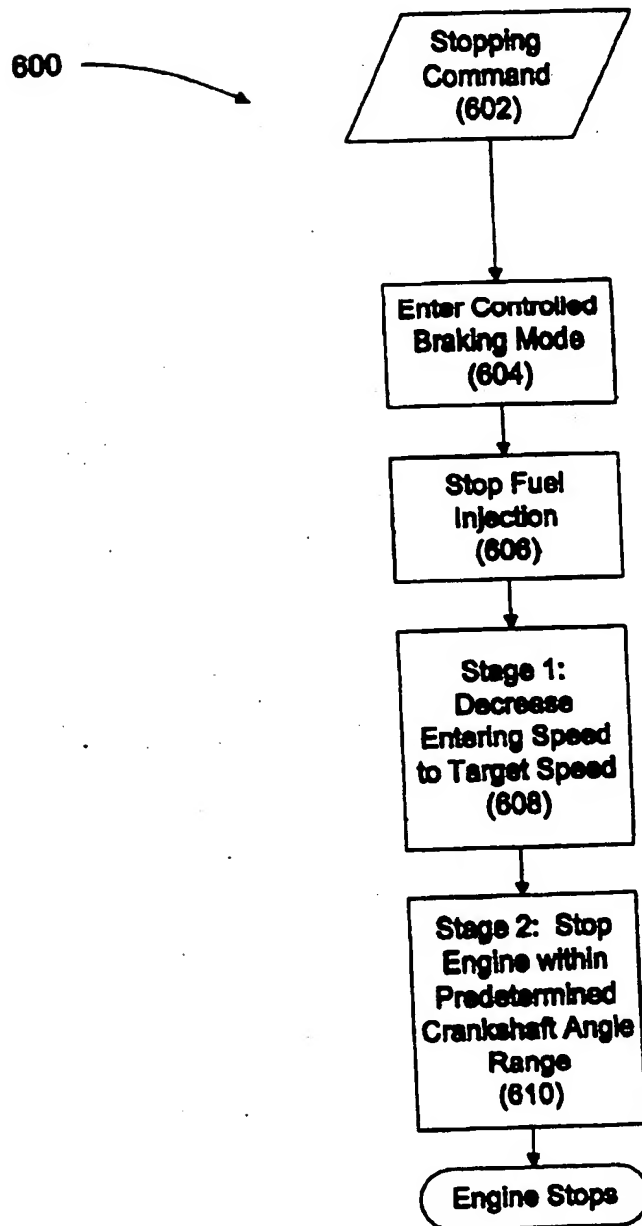 600
Stopping
Command
(602)
Enter Controlled
Braking Mode
(604)
Stop Fuel
Injection
(606)
Stage 1:
Decrease
Entering Speed
to Target Speed
(608)
Stage 2: Stop
Engine within
Predetermined
Crankshaft Angle
Range
(610)
Engine Stops